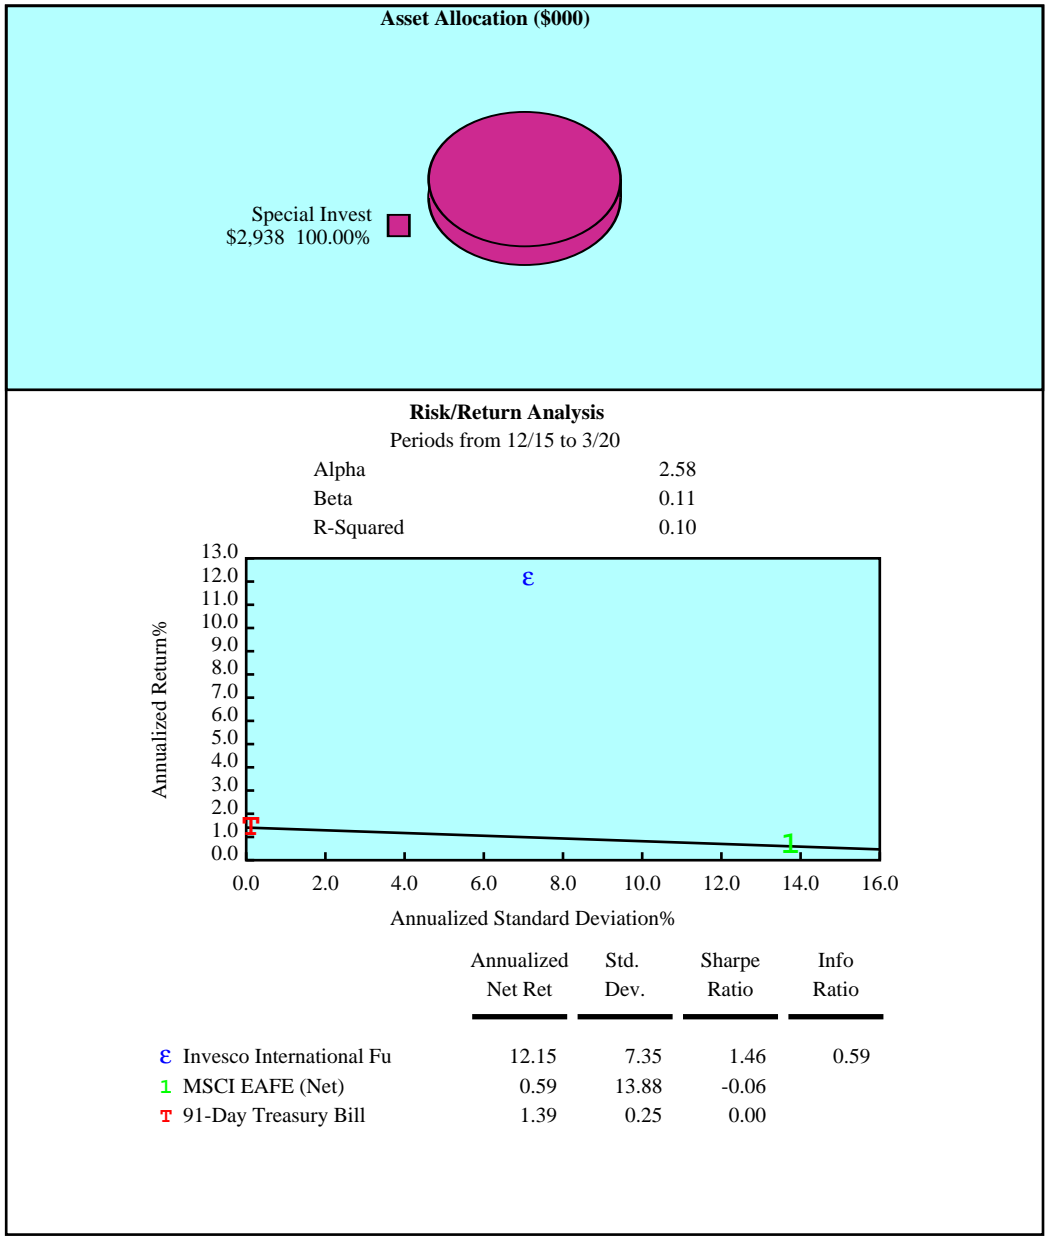 Asset Allocation ($000)
Special Invest
$2,938 100.00%
Risk/Return Analysis
Periods from 12/15 to 3/20
Alpha 2.58
Beta 0.11
R-Squared 0.10
13.0
12.0
11.0
10.0
9.0
8.0
7.0
6.0
5.0
4.0
3.0
2.0
1.0
0.0
Annualized Return%
ε
T
1
0.0 2.0 4.0 6.0 8.0 10.0 12.0 14.0 16.0
Annualized Standard Deviation%
Annualized Std. Sharpe Info
Net Ret Dev. Ratio Ratio
ε Invesco International Fu 12.15 7.35 1.46 0.59
1 MSCI EAFE (Net) 0.59 13.88 -0.06
T 91-Day Treasury Bill 1.39 0.25 0.00